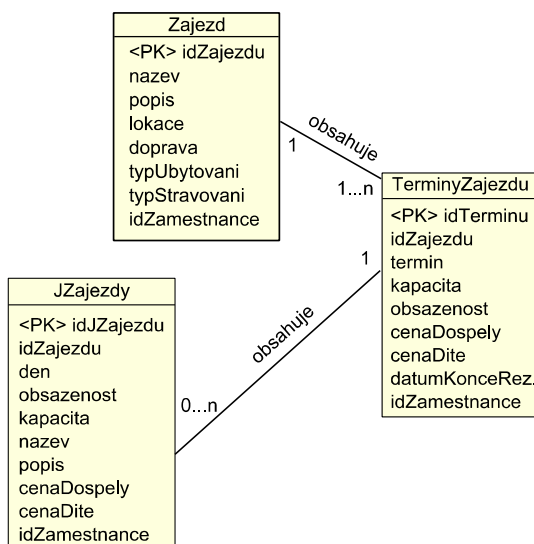 Zajezd
<PK> idZajezdu
nazev
popis
lokace
doprava
typUbytovani
typStravovani
idZamestnance
obsahuje
1
1...n
TerminyZajezdu
<PK> idTerminu
idZajezdu
termin
kapacita
obsazenost
cenaDospely
cenaDite
datumKonceRez.
idZamestnance
1
obsahuje
0...n
JZajezdy
<PK> idJZajezdu
idZajezdu
den
obsazenost
kapacita
nazev
popis
cenaDospely
cenaDite
idZamestnance